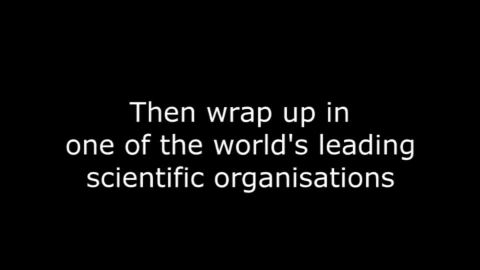 Then wrap up in
one of the world's leading
scientific organisations